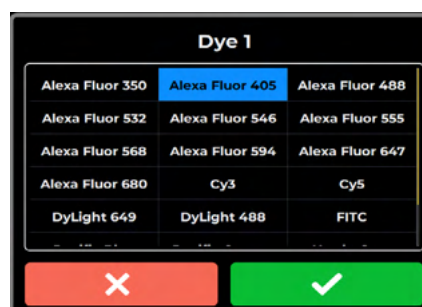 Dye 1
Alexa Fluor 350 Alexa Fluor 405 Alexa Fluor 488
Alexa Fluor 532 Alexa Fluor 546 Alexa Fluor 555
Alexa Fluor 568 Alexa Fluor 594 Alexa Fluor 647
Alexa Fluor 680 Cy3 Cy5
DyLight 649 DyLight 488 FITC